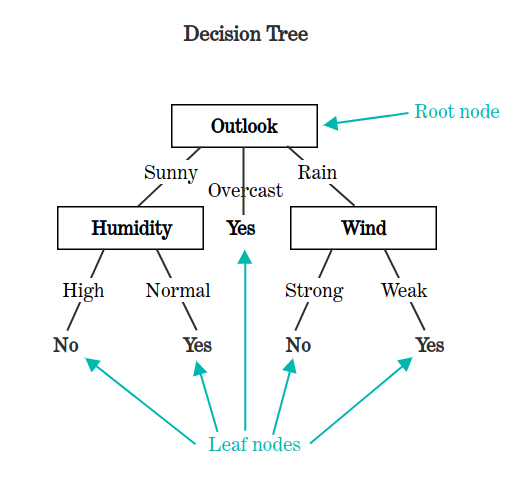 Decision Tree
Root node
Outlook
Sunny
Overcast
Rain
Humidity
Yes
Wind
High
Normal
Strong
Weak
No
Yes
No
Yes
Leaf nodes